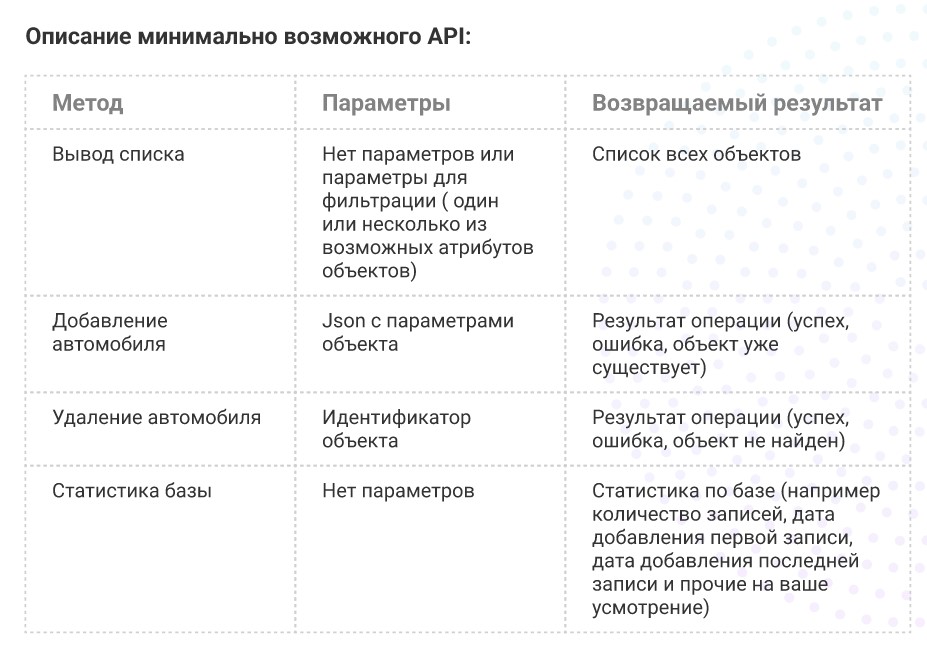 Описание минимально возможного API:
Метод
Параметры
Возвращаемый результат
Вывод списка
Нет параметров или
параметры для
фильтрации ( один
или несколько из
возможных атрибутов
объектов)
Список всех объектов
Добавление
автомобиля
Json с параметрами
объекта
Результат операции (успех,
ошибка, объект уже
существует)
Удаление автомобиля
Идентификатор
объекта
Результат операции (успех,
ошибка, объект не найден)
Статистика базы
Нет параметров
Статистика по базе (например
количество записей, дата
добавления первой записи,
дата добавления последней
записи и прочие на ваше
усмотрение)